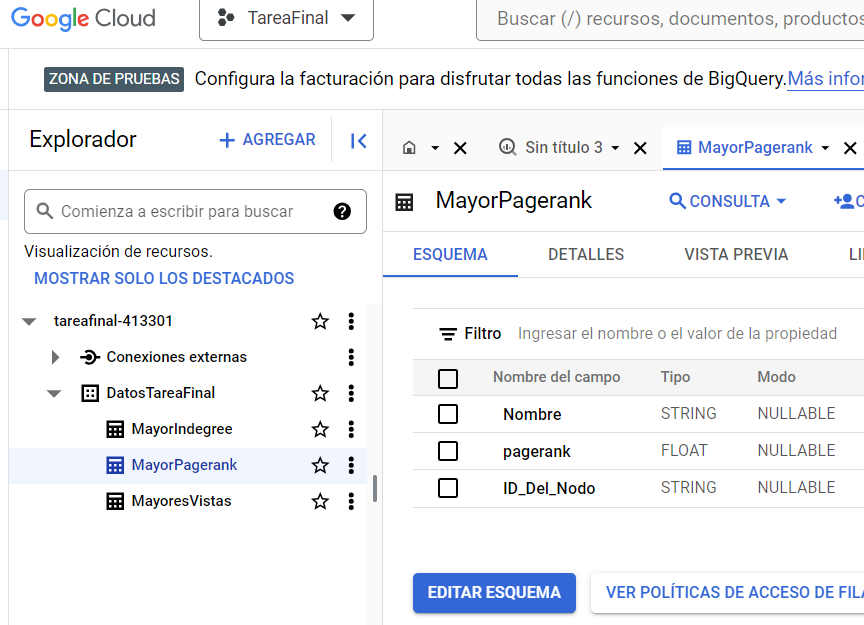 Google Cloud
TareaFinal
Buscar (/) recursos, documentos, productos
ZONA DE PRUEBAS Configura la facturación para disfrutar todas las funciones de BigQuery. Más infor
Explorador
+ AGREGAR
Sin título 3
MayorPagerank
Comienza a escribir para buscar
MayorPagerank
CONSULTA
Visualización de recursos.
MOSTRAR SOLO LOS DESTACADOS
ESQUEMA DETALLES VISTA PREVIA LI
tareafinal-413301
Conexiones externas
DatosTareaFinal
MayorIndegree
MayorPagerank
MayoresVistas
Filtro Ingresar el nombre o el valor de la propiedad
Nombre del campo Tipo Modo
Nombre STRING NULLABLE
pagerank FLOAT NULLABLE
ID_Del_Nodo STRING NULLABLE
EDITAR ESQUEMA VER POLÍTICAS DE ACCESO DE FILA